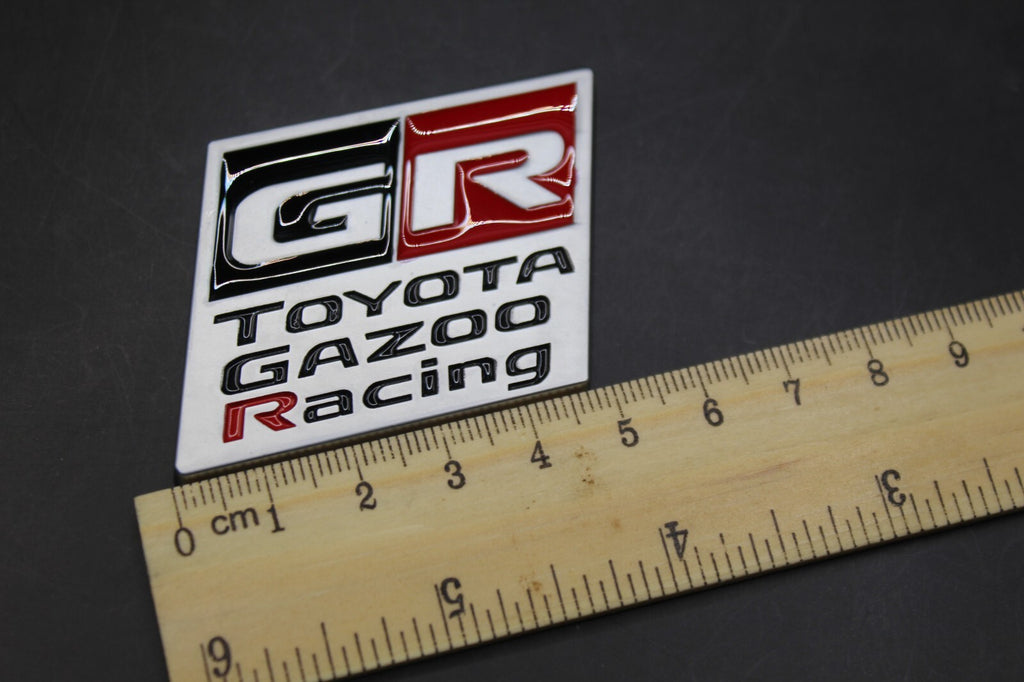 GR
TOYOTA
GAZOO
Racing
0 cm 1 2 3 4 5 6 7 8 9
6 5 4 3